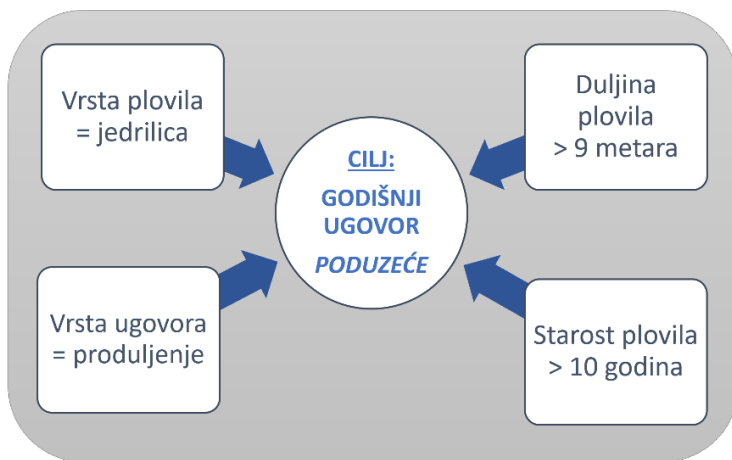 Vrsta plovila
= jedrilica
Duljina
plovila
> 9 metara
CILJ:
GODIŠNJI
UGOVOR
PODUZEĆE
Vrsta ugovora
= produljenje
Starost plovila
> 10 godina